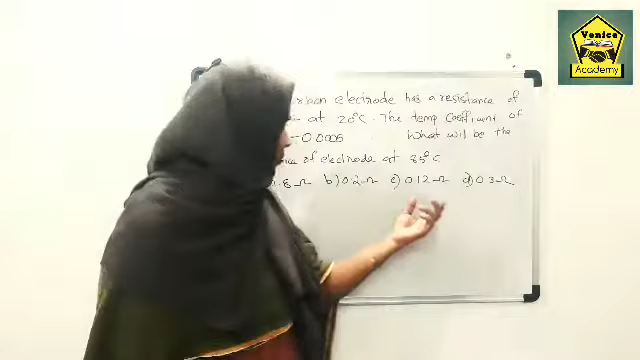 Venice
Academy
electrode has a resistance of
at 20°C. The temp Coefficient of
-0.0005 What will be the
of electrode at 85°C
b) 0.2 Ω c) 0.12 Ω d) 0.3 Ω